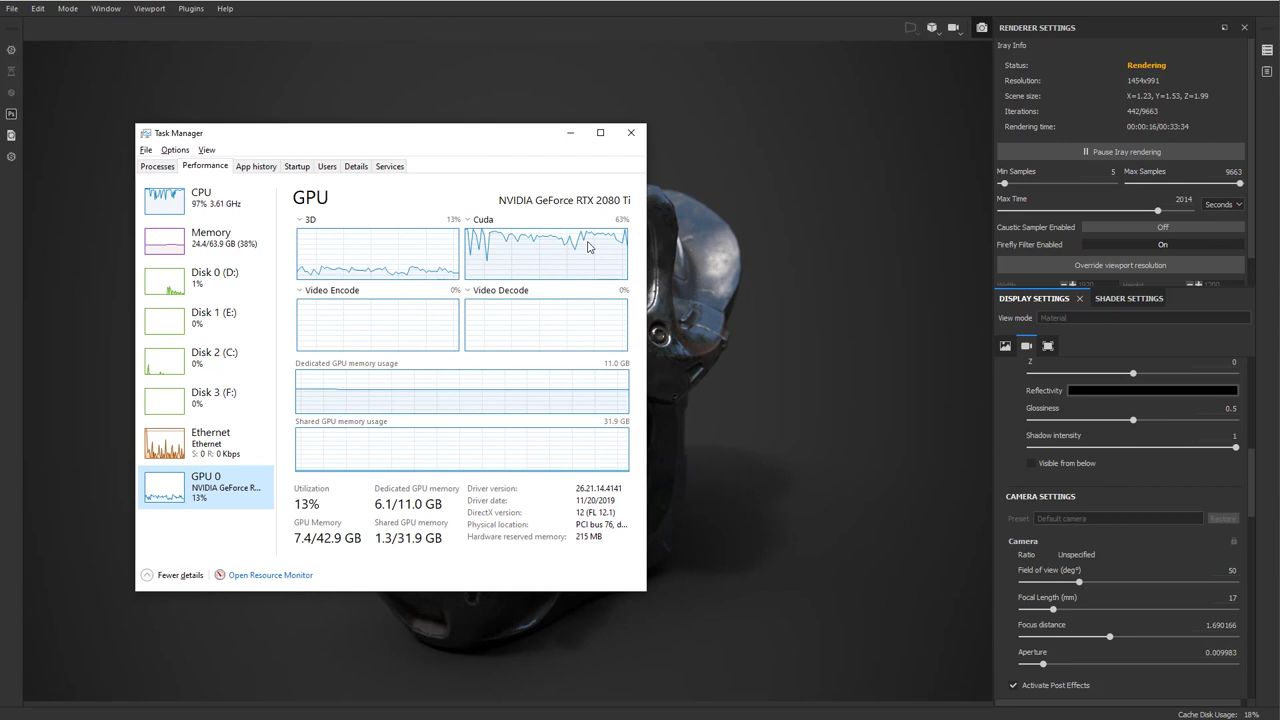 File Edit Mode Window Viewport Plugins Help
RENDERER SETTINGS
Iray Info
Status: Rendering
Resolution: 1454x991
Scene size: X=1.23, Y=1.53, Z=1.99
Iterations: 442/9663
Rendering time: 00:00:16/00:33:34
Pause Iray rendering
Min Samples 5 Max Samples 9663
Max Time 2014 Seconds
Caustic Sampler Enabled Off
Firefly Filter Enabled On
Override viewport resolution
Width 1920 Height 1200
DISPLAY SETTINGS SHADER SETTINGS
View mode Material
Z 0
Reflectivity
Glossiness 0.5
Shadow intensity 1
Visible from below
CAMERA SETTINGS
Preset Default camera Restore
Camera
Ratio Unspecified
Field of view (deg°) 50
Focal Length (mm) 17
Focus distance 1.690166
Aperture 0.009983
Activate Post Effects
Cache Disk Usage: 18%
Ps
Task Manager
File Options View
Processes Performance App history Startup Users Details Services
CPU
97% 3.61 GHz
Memory
24.4/63.9 GB (38%)
Disk 0 (D:)
1%
Disk 1 (E:)
0%
Disk 2 (C:)
0%
Disk 3 (F:)
0%
Ethernet
Ethernet
S: 0 R: 0 Kbps
GPU 0
NVIDIA GeForce R...
13%
GPU NVIDIA GeForce RTX 2080 Ti
3D 13% Cuda 63%
Video Encode 0% Video Decode 0%
Dedicated GPU memory usage 11.0 GB
Shared GPU memory usage 31.9 GB
Utilization
13%
Dedicated GPU memory
6.1/11.0 GB
GPU Memory
7.4/42.9 GB
Shared GPU memory
1.3/31.9 GB
Driver version: 26.21.14.4141
Driver date: 11/20/2019
DirectX version: 12 (FL 12.1)
Physical location: PCI bus 76, d...
Hardware reserved memory: 215 MB
Fewer details Open Resource Monitor